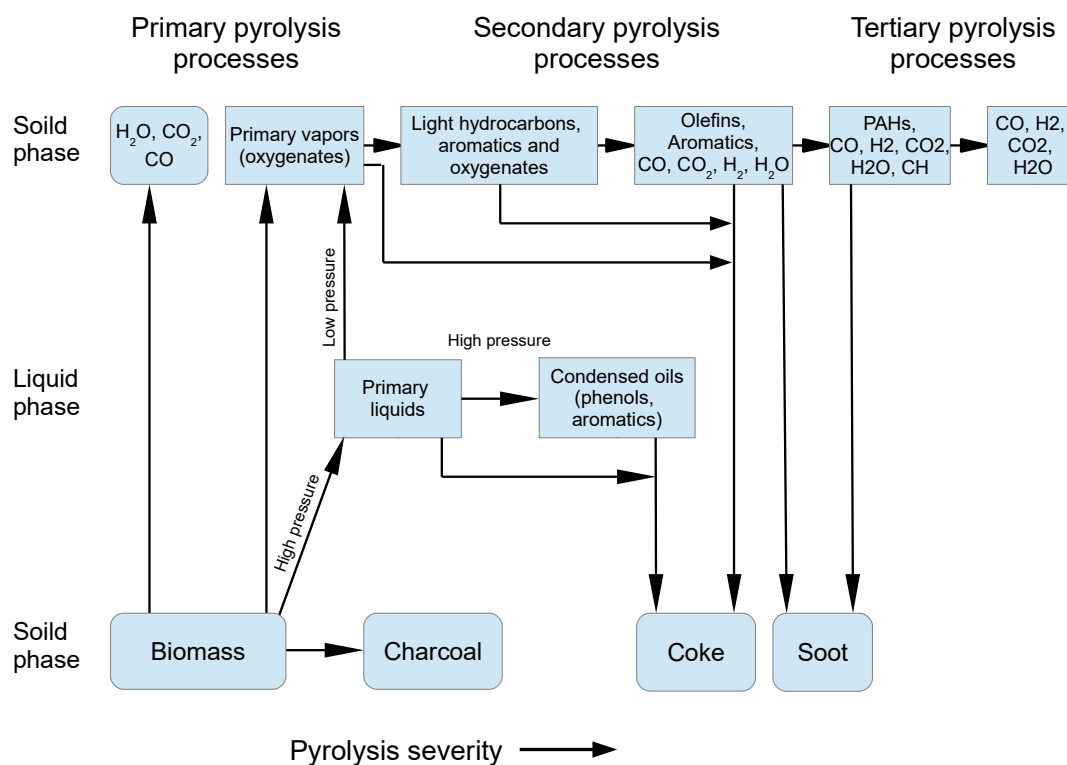 Primary pyrolysis
processes
Secondary pyrolysis
processes
Tertiary pyrolysis
processes
Soild
phase
H₂O, CO₂,
CO
Primary vapors
(oxygenates)
Light hydrocarbons,
aromatics and
oxygenates
Olefins,
Aromatics,
CO, CO₂, H₂, H₂O
PAHs,
CO, H2, CO2,
H2O, CH
CO, H2,
CO2,
H2O
Low pressure
High pressure
Liquid
phase
Primary
liquids
Condensed oils
(phenols,
aromatics)
High pressure
Soild
phase
Biomass
Charcoal
Coke
Soot
Pyrolysis severity